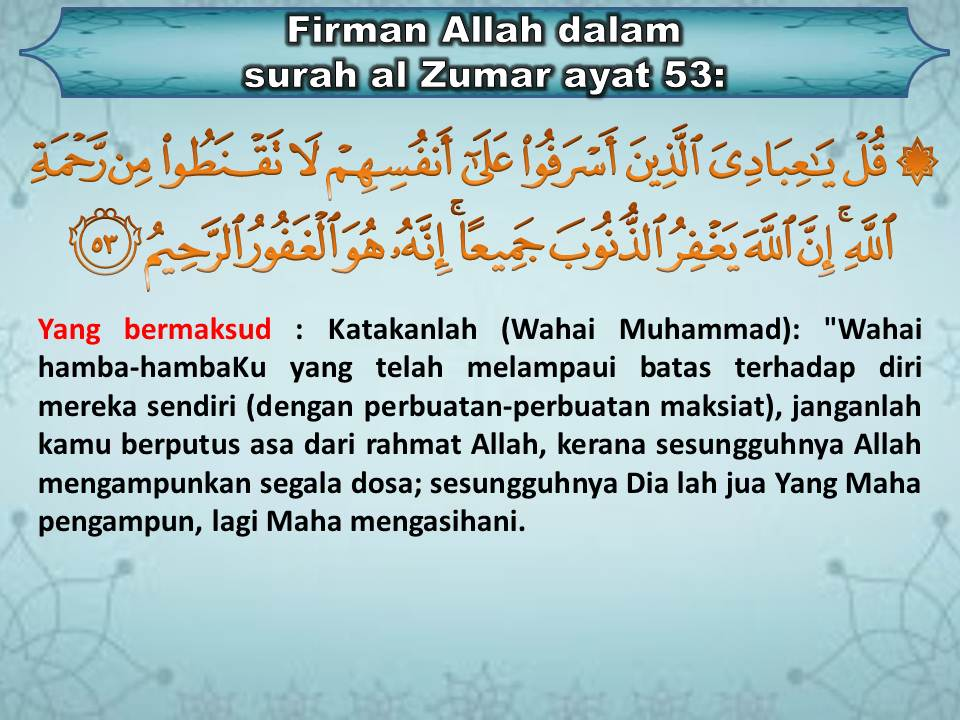 Firman Allah dalam
surah al Zumar ayat 53:
۞ قُلْ يَـٰعِبَادِىَ ٱلَّذِينَ أَسْرَفُوا۟ عَلَىٰٓ أَنفُسِهِمْ لَا تَقْنَطُوا۟ مِن رَّحْمَةِ
ٱللَّهِ ۚ إِنَّ ٱللَّهَ يَغْفِرُ ٱلذُّنُوبَ جَمِيعًا ۚ إِنَّهُۥ هُوَ ٱلْغَفُورُ ٱلرَّحِيمُ ٥٣
Yang bermaksud : Katakanlah (Wahai Muhammad): "Wahai
hamba-hambaKu yang telah melampaui batas terhadap diri
mereka sendiri (dengan perbuatan-perbuatan maksiat), janganlah
kamu berputus asa dari rahmat Allah, kerana sesungguhnya Allah
mengampunkan segala dosa; sesungguhnya Dia lah jua Yang Maha
pengampun, lagi Maha mengasihani.